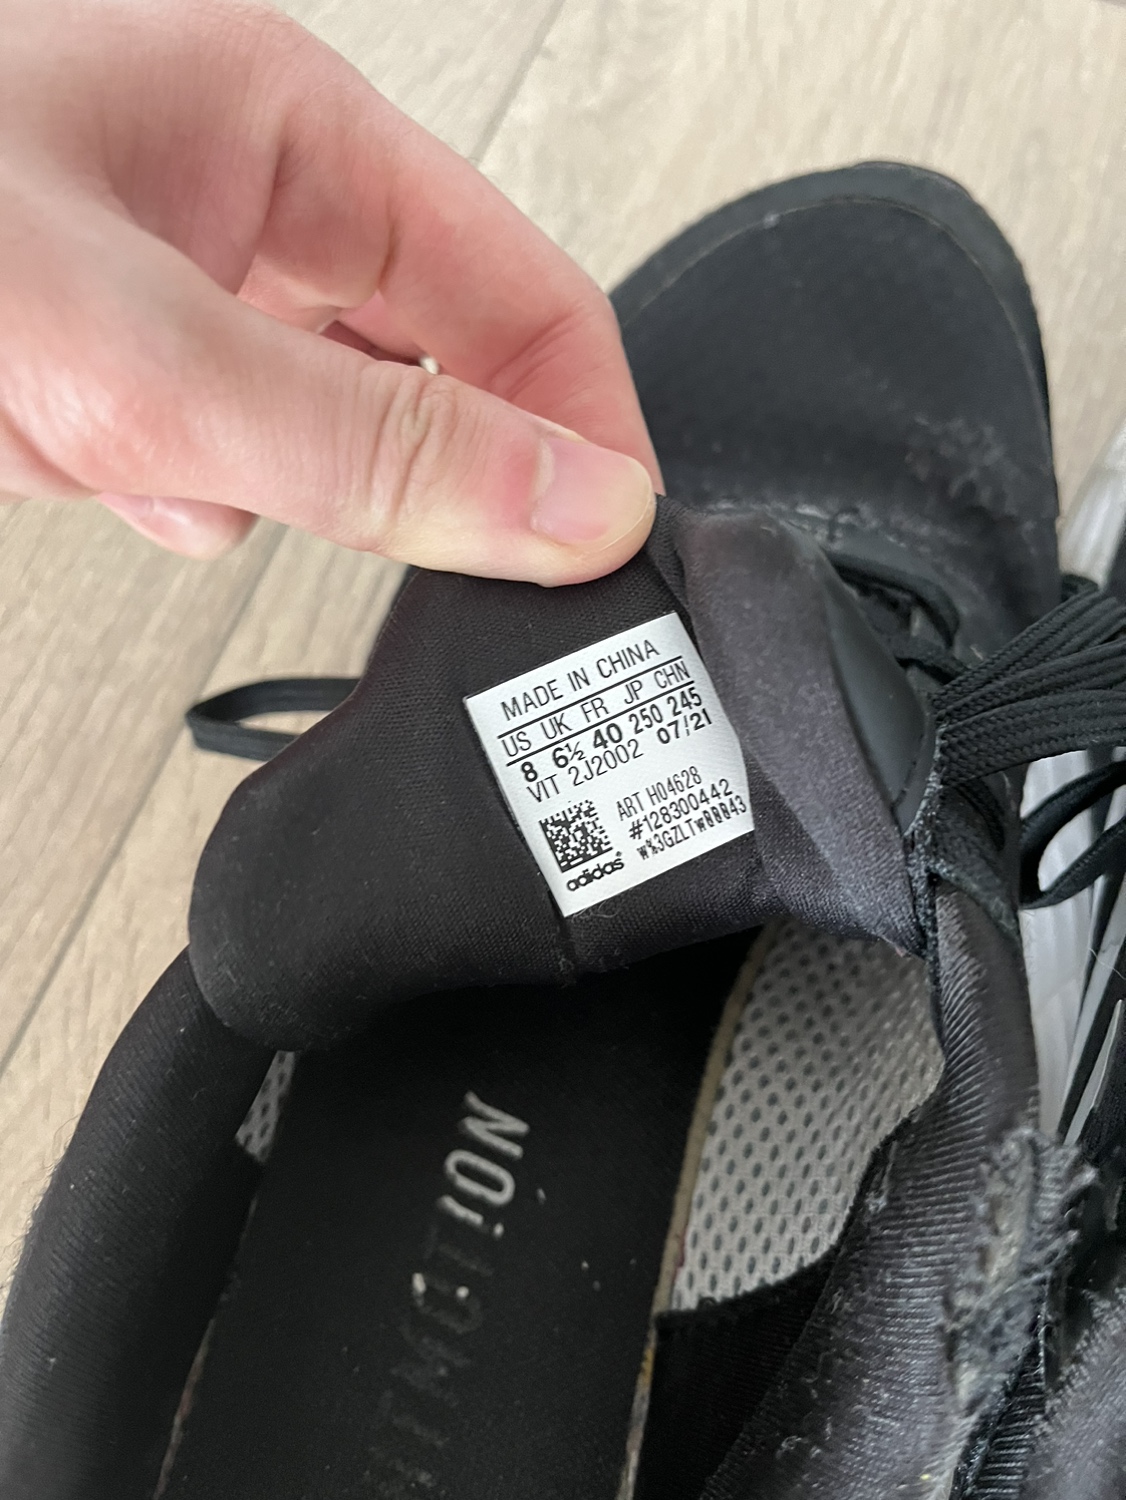 MADE IN CHINA
US UK FR JP CHN
8 6½ 40 250 245
VIT 2J2002 07/21
ART H04628
#128300442
adidas